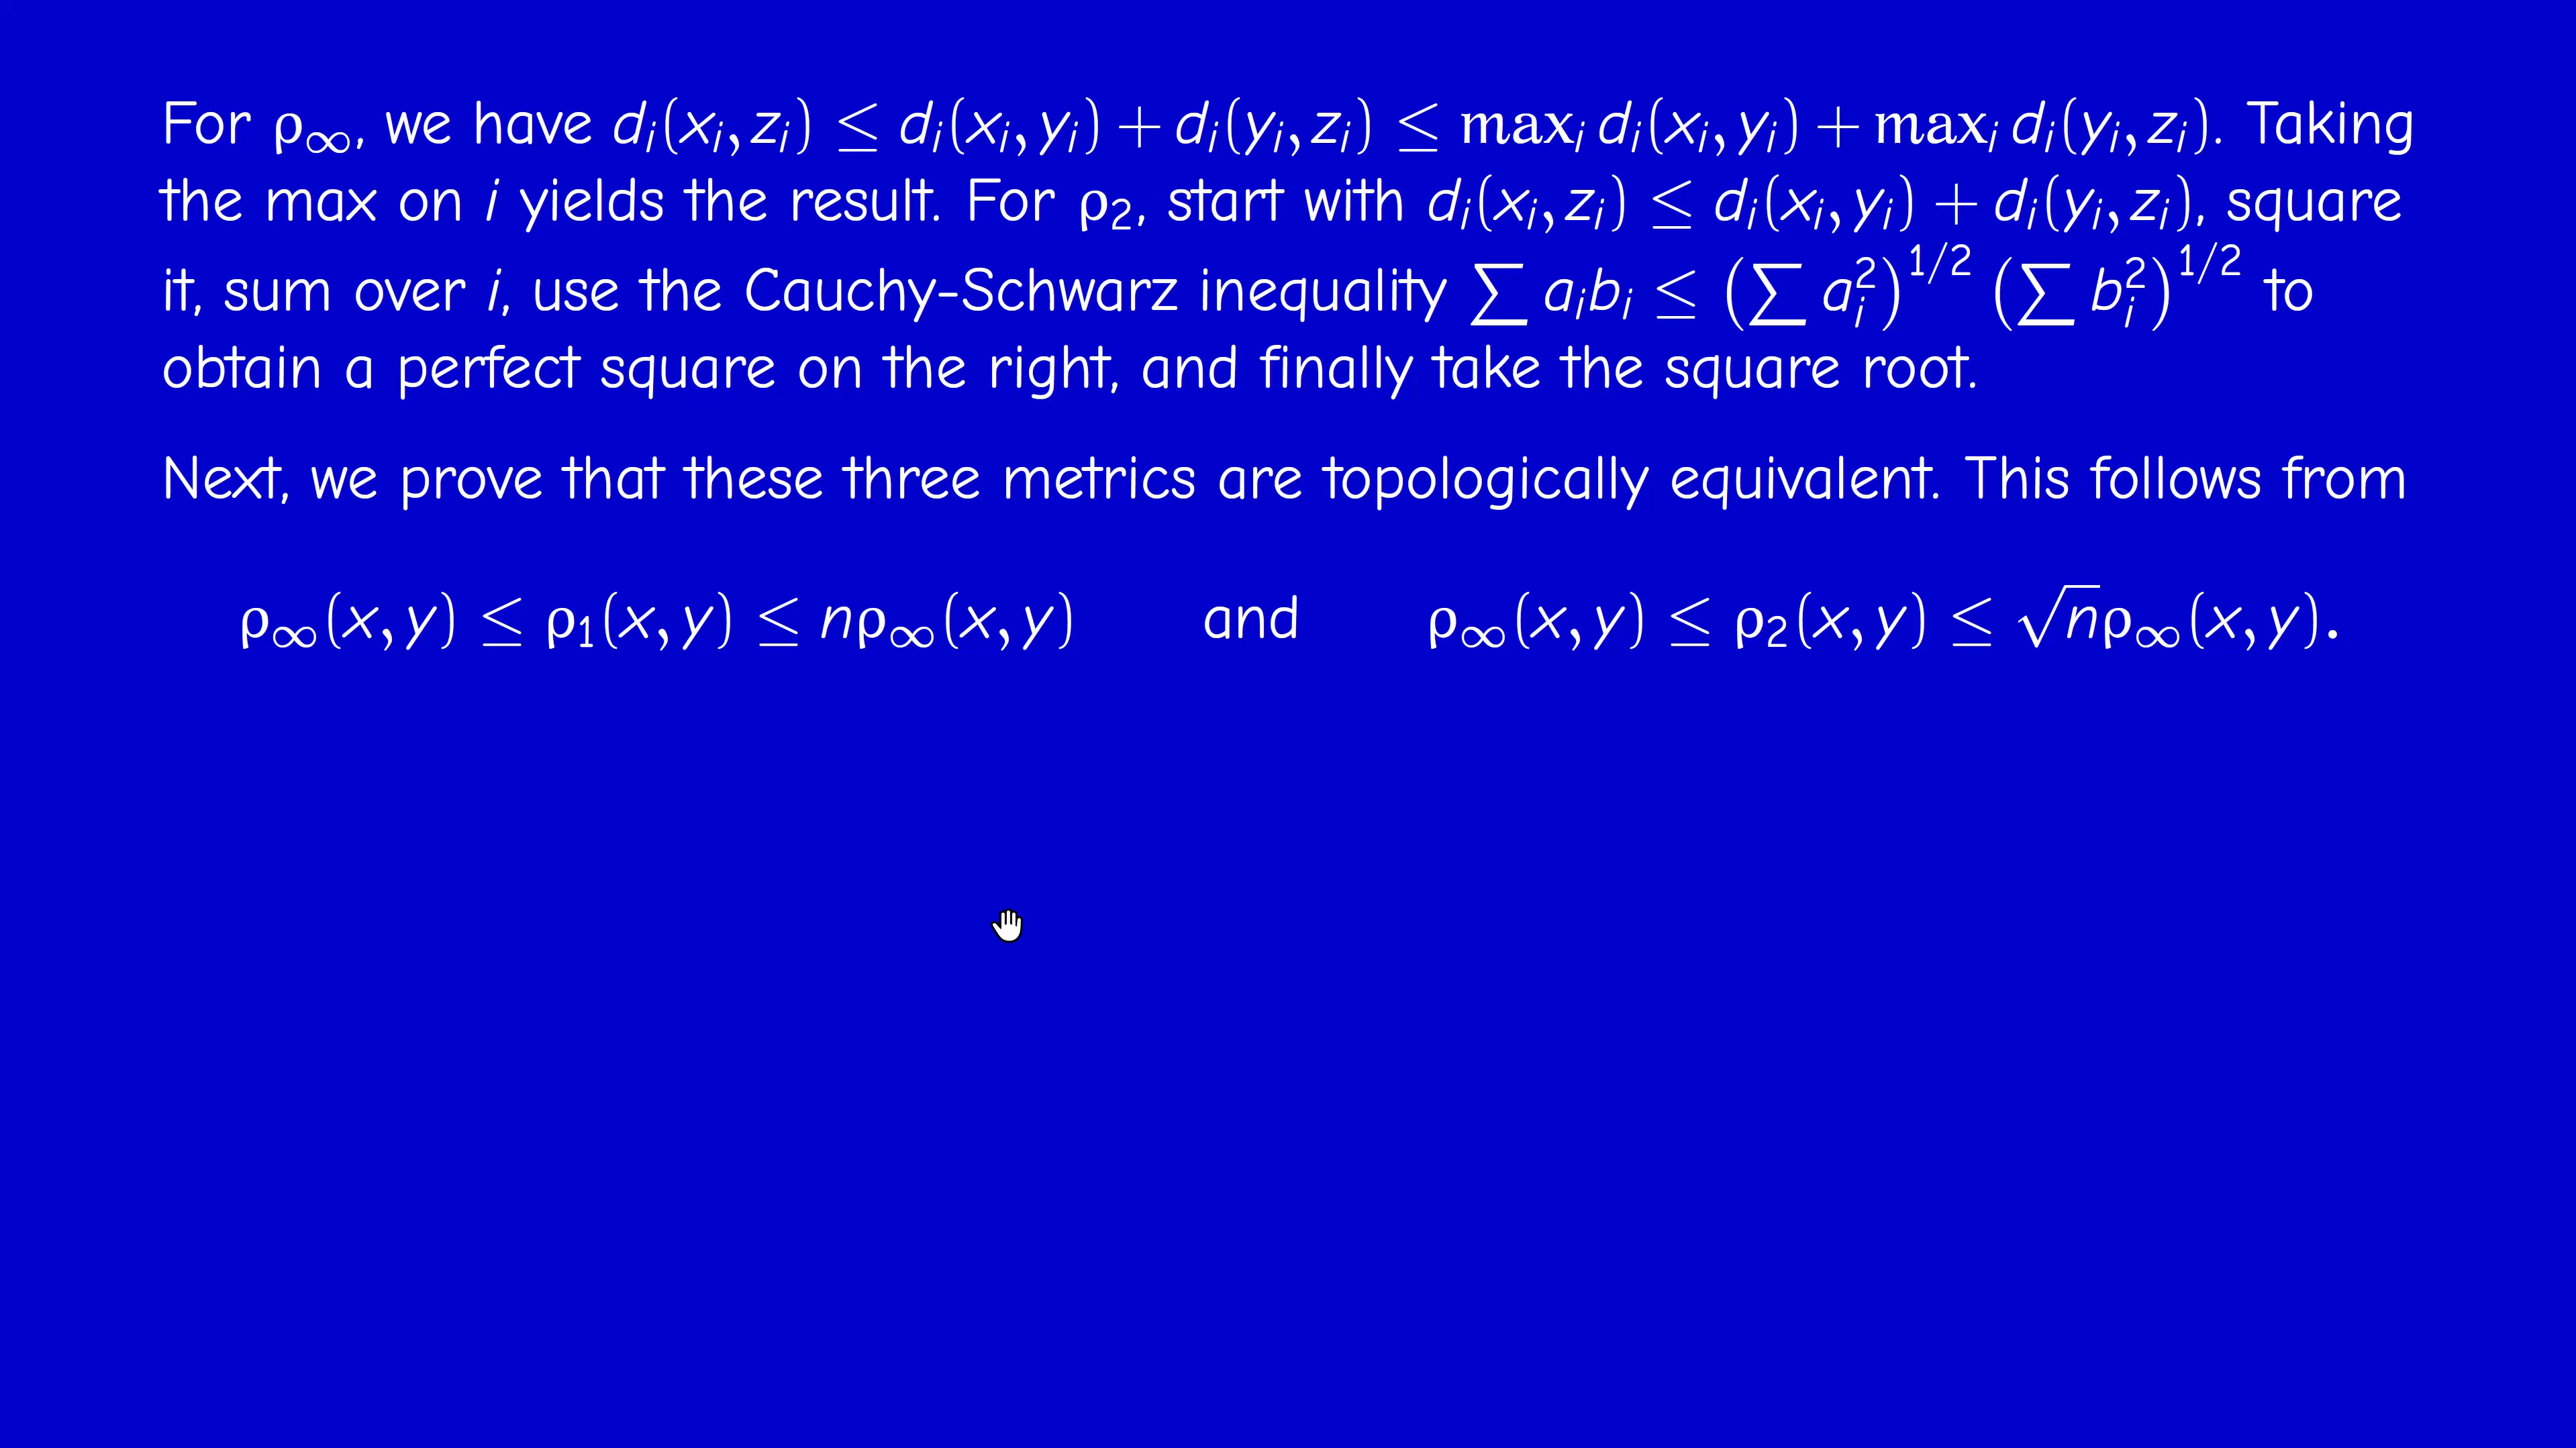 For ρ∞, we have dᵢ(xᵢ, zᵢ) ≤ dᵢ(xᵢ, yᵢ) + dᵢ(yᵢ, zᵢ) ≤ maxᵢ dᵢ(xᵢ, yᵢ) + maxᵢ dᵢ(yᵢ, zᵢ). Taking
the max on i yields the result. For ρ₂, start with dᵢ(xᵢ, zᵢ) ≤ dᵢ(xᵢ, yᵢ) + dᵢ(yᵢ, zᵢ), square
it, sum over i, use the Cauchy-Schwarz inequality ∑ aᵢbᵢ ≤ (∑ aᵢ²)^1/2 (∑ bᵢ²)^1/2 to
obtain a perfect square on the right, and finally take the square root.
Next, we prove that these three metrics are topologically equivalent. This follows from
ρ∞(x, y) ≤ ρ₁(x, y) ≤ nρ∞(x, y) and ρ∞(x, y) ≤ ρ₂(x, y) ≤ √nρ∞(x, y).